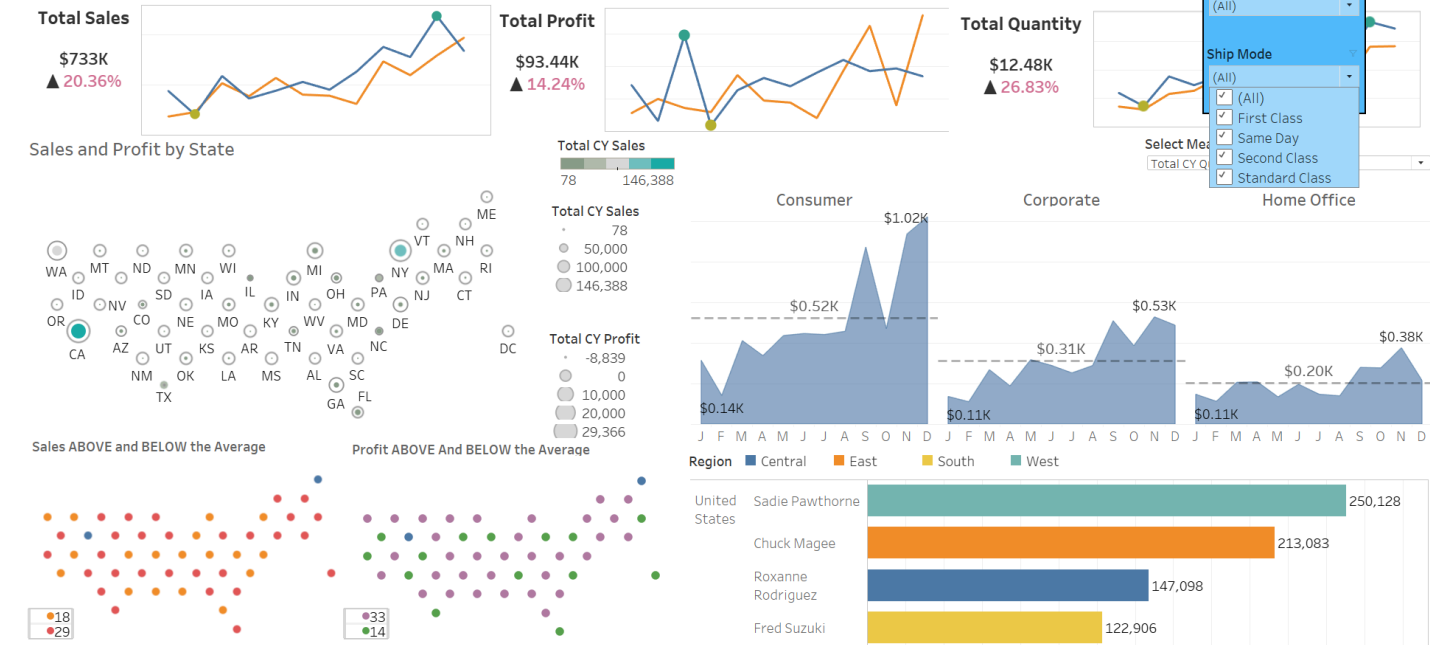 Total Sales
$733K
▲ 20.36%
Total Profit
$93.44K
▲ 14.24%
Total Quantity
$12.48K
▲ 26.83%
(All)
Ship Mode
(All)
(All)
First Class
Same Day
Second Class
Standard Class
Select
Total CY
Sales and Profit by State
Total CY Sales
78 146,388
Total CY Sales
78
50,000
100,000
146,388
Total CY Profit
-8,839
0
10,000
20,000
29,366
ME
VT NH
WA MT ND MN WI MI NY MA RI
ID SD IA IL IN OH PA NJ CT
OR NV CO NE MO KY WV MD DE
CA AZ UT KS AR TN VA NC DC
NM OK LA MS AL SC
TX GA FL
Consumer Corporate Home Office
$1.02K
$0.52K
$0.14K
$0.53K
$0.31K
$0.11K
$0.38K
$0.20K
$0.11K
J F M A M J J A S O N D J F M A M J J A S O N D J F M A M J J A S O N D
Sales ABOVE and BELOW the Average
18
29
Profit ABOVE And BELOW the Average
33
14
Region Central East South West
United
States
Sadie Pawthorne 250,128
Chuck Magee 213,083
Roxanne
Rodriguez 147,098
Fred Suzuki 122,906